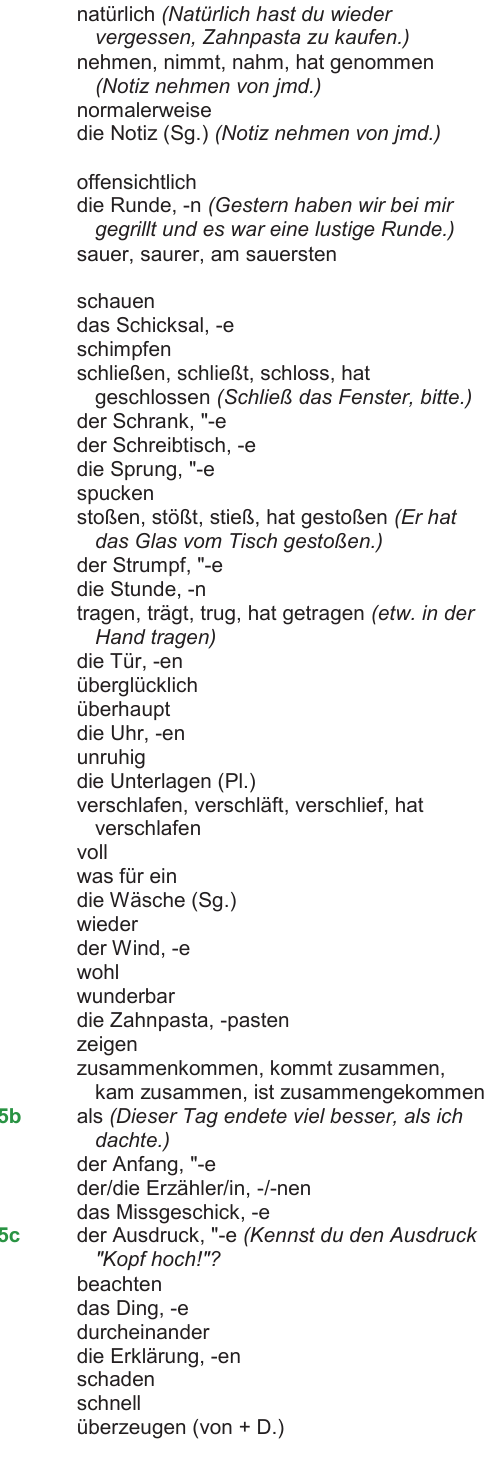 natürlich (Natürlich hast du wieder
vergessen, Zahnpasta zu kaufen.)
nehmen, nimmt, nahm, hat genommen
(Notiz nehmen von jmd.)
normalerweise
die Notiz (Sg.) (Notiz nehmen von jmd.)
offensichtlich
die Runde, -n (Gestern haben wir bei mir
gegrillt und es war eine lustige Runde.)
sauer, saurer, am sauersten
schauen
das Schicksal, -e
schimpfen
schließen, schließt, schloss, hat
geschlossen (Schließ das Fenster, bitte.)
der Schrank, "-e
der Schreibtisch, -e
die Sprung, "-e
spucken
stoßen, stößt, stieß, hat gestoßen (Er hat
das Glas vom Tisch gestoßen.)
der Strumpf, "-e
die Stunde, -n
tragen, trägt, trug, hat getragen (etw. in der
Hand tragen)
die Tür, -en
überglücklich
überhaupt
die Uhr, -en
unruhig
die Unterlagen (Pl.)
verschlafen, verschläft, verschlief, hat
verschlafen
voll
was für ein
die Wäsche (Sg.)
wieder
der Wind, -e
wohl
wunderbar
die Zahnpasta, -pasten
zeigen
zusammenkommen, kommt zusammen,
kam zusammen, ist zusammengekommen
5b als (Dieser Tag endete viel besser, als ich
dachte.)
der Anfang, "-e
der/die Erzähler/in, -/-nen
das Missgeschick, -e
5c der Ausdruck, "-e (Kennst du den Ausdruck
"Kopf hoch!"?
beachten
das Ding, -e
durcheinander
die Erklärung, -en
schaden
schnell
überzeugen (von + D.)